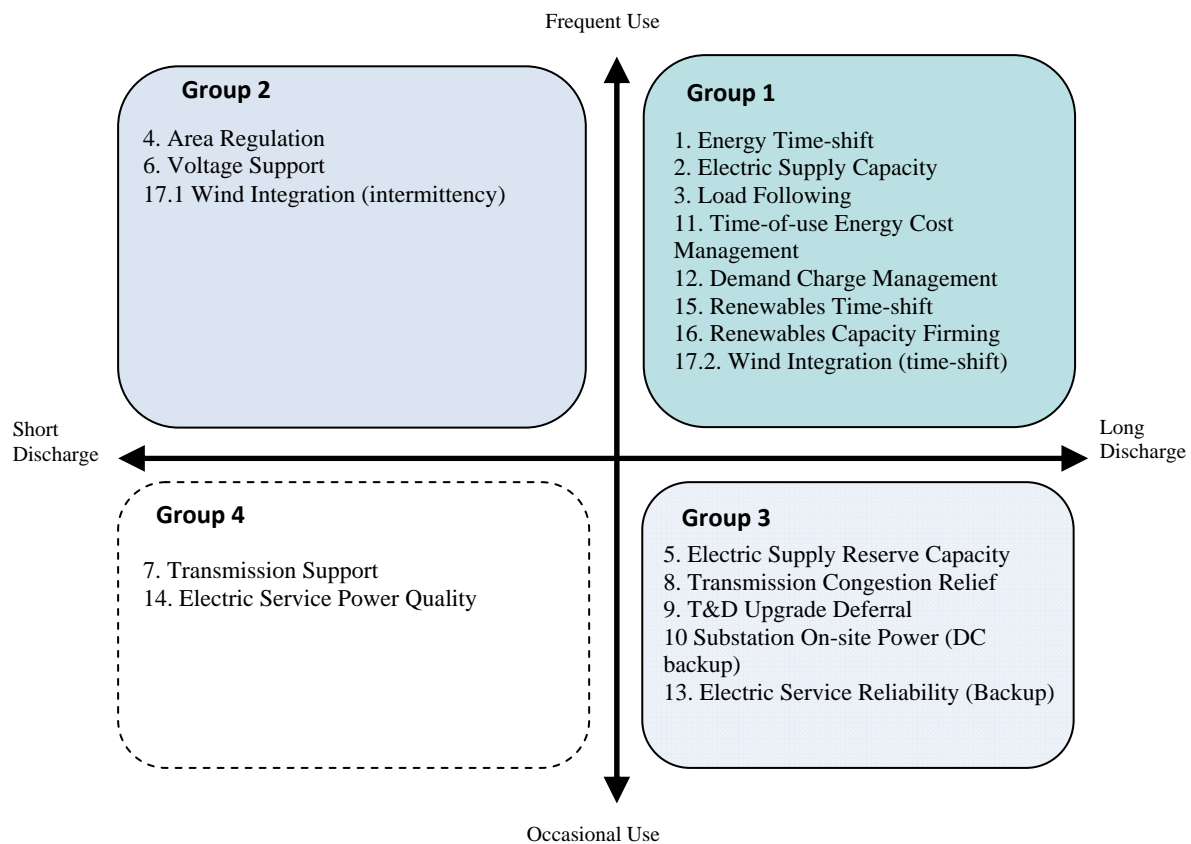 Frequent Use
Group 2
4. Area Regulation
6. Voltage Support
17.1 Wind Integration (intermittency)
Group 1
1. Energy Time-shift
2. Electric Supply Capacity
3. Load Following
11. Time-of-use Energy Cost
Management
12. Demand Charge Management
15. Renewables Time-shift
16. Renewables Capacity Firming
17.2. Wind Integration (time-shift)
Short
Discharge
Long
Discharge
Group 4
7. Transmission Support
14. Electric Service Power Quality
Group 3
5. Electric Supply Reserve Capacity
8. Transmission Congestion Relief
9. T&D Upgrade Deferral
10 Substation On-site Power (DC
backup)
13. Electric Service Reliability (Backup)
Occasional Use